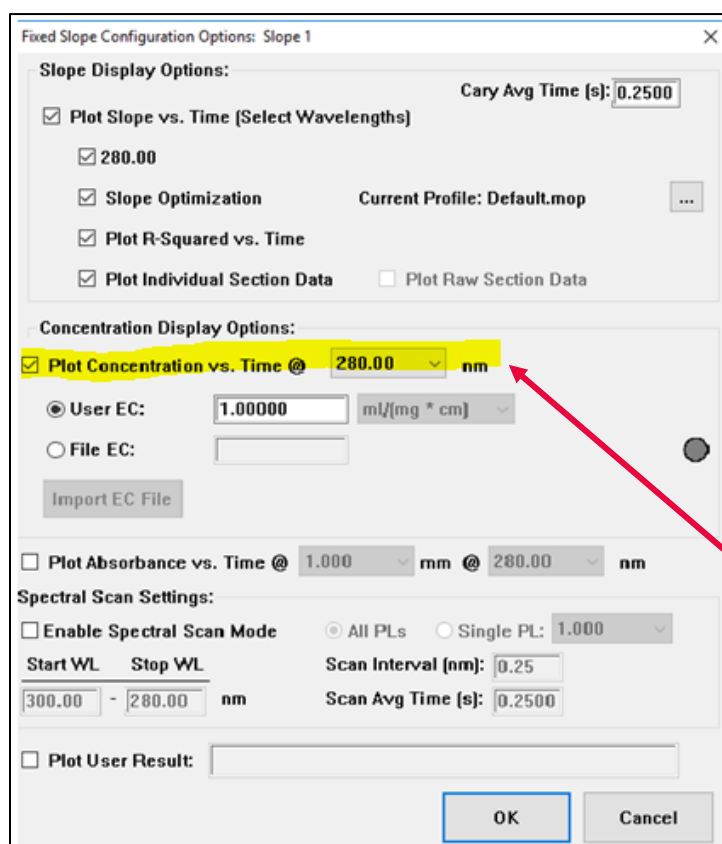 Fixed Slope Configuration Options: Slope 1
Slope Display Options:
Cary Avg Time (s): 0.2500
Plot Slope vs. Time (Select Wavelengths)
280.00
Slope Optimization Current Profile: Default.mop ...
Plot R-Squared vs. Time
Plot Individual Section Data Plot Raw Section Data
Concentration Display Options:
Plot Concentration vs. Time @ 280.00 nm
User EC: 1.00000 ml/(mg * cm)
File EC:
Import EC File
Plot Absorbance vs. Time @ 1.000 mm @ 280.00 nm
Spectral Scan Settings:
Enable Spectral Scan Mode All PLs Single PL: 1.000
Start WL Stop WL Scan Interval (nm): 0.25
300.00 - 280.00 nm Scan Avg Time (s): 0.2500
Plot User Result:
OK Cancel